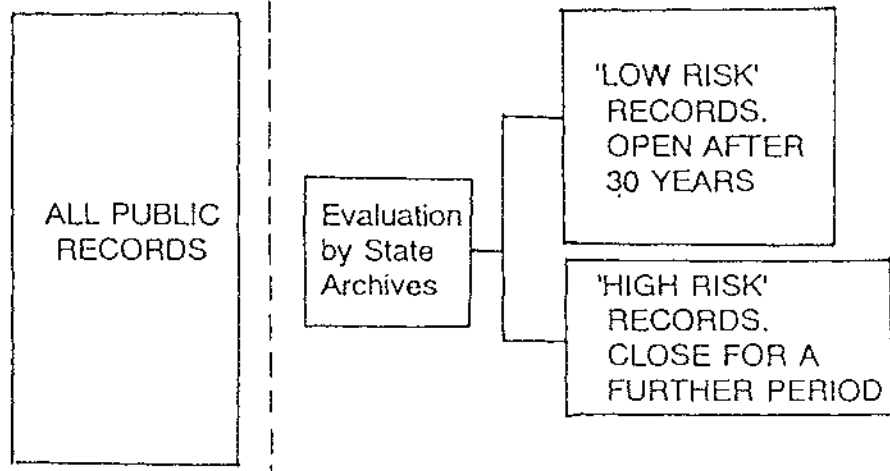 ALL PUBLIC
RECORDS
Evaluation
by State
Archives
'LOW RISK'
RECORDS.
OPEN AFTER
30 YEARS
'HIGH RISK'
RECORDS.
CLOSE FOR A
FURTHER PERIOD